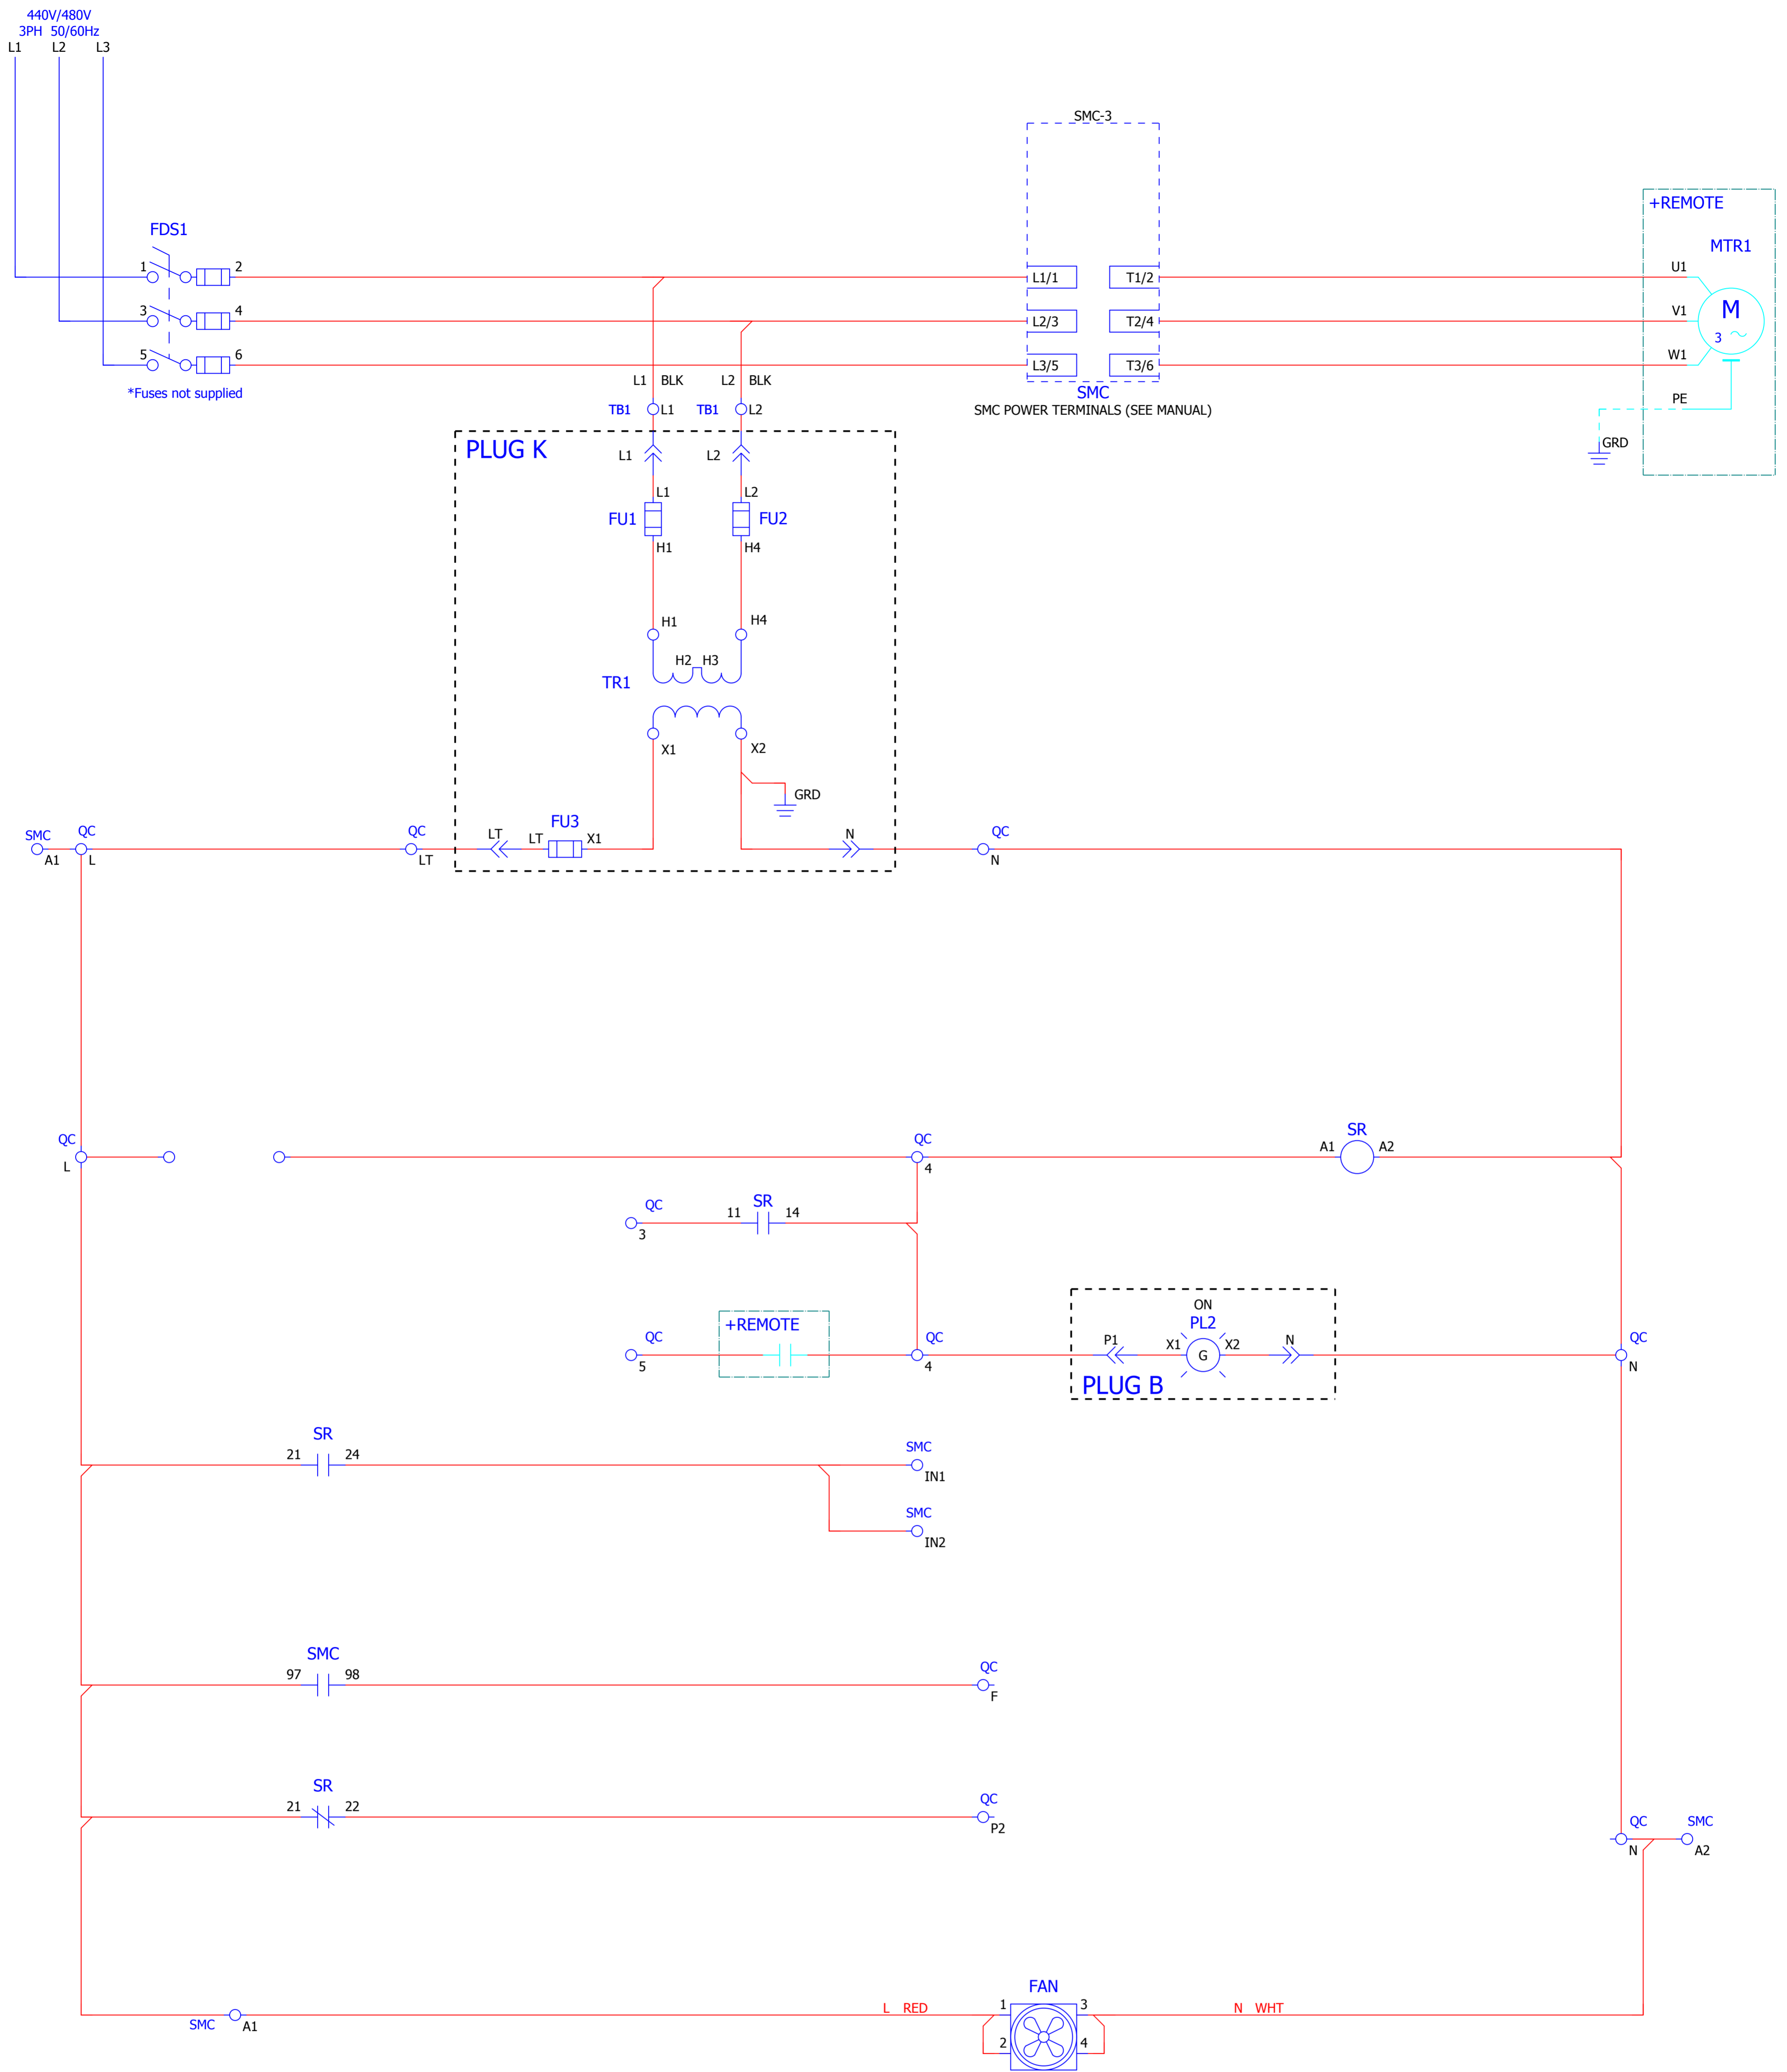 440V/480V
3PH 50/60Hz
L1 L2 L3
SMC-3
+REMOTE
FDS1
MTR1
1 2 L1/1 T1/2 U1
3 4 L2/3 T2/4 V1 M
3
5 6 L3/5 T3/6 W1
*Fuses not supplied
L1 BLK L2 BLK
SMC
PE
TB1 L1 TB1 L2
SMC POWER TERMINALS (SEE MANUAL)
GRD
PLUG K
L1 L2
L1 L2
FU1 FU2
H1 H4
H1 H4
H2 H3
TR1
X1 X2
GRD
FU3
SMC QC QC LT LT X1 N QC
A1 L LT N
QC QC SR
A1 A2
L 4
QC SR
11 14
3
ON
+REMOTE PL2
QC QC P1 X1 G X2 N QC
5 4 N
PLUG B
SR
21 24 SMC
IN1
SMC
IN2
SMC
97 98 QC
F
SR
21 22 QC
P2
QC SMC
N A2
FAN
L RED 1 3 N WHT
SMC A1
2 4